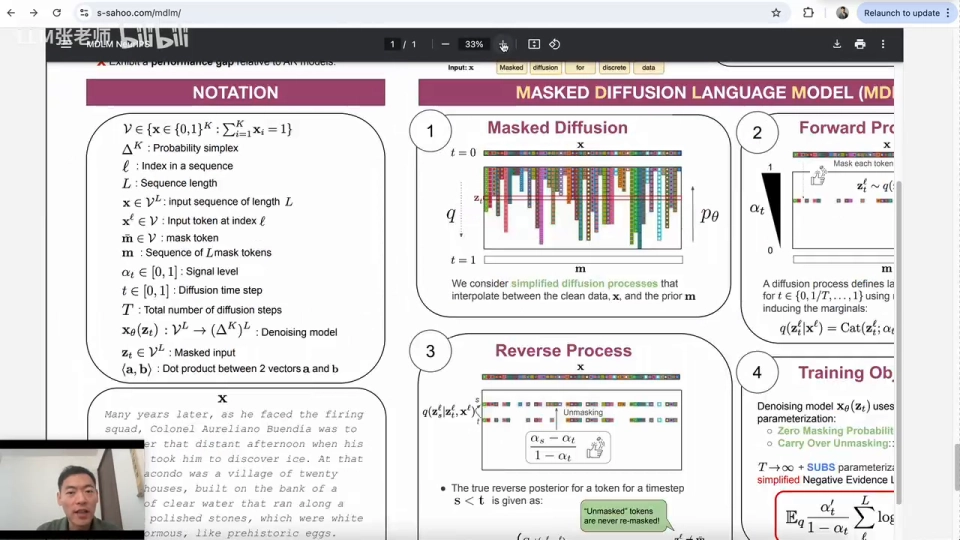 s-sahoo.com/mdlm/
Relaunch to update
LLM张老师 bilibili
1 / 1
33%
Exhibit a performance gap relative to AR models.
Input: x Masked diffusion for discrete data
NOTATION
𝒱 ∈ {x ∈ {0,1}^K : ∑_{i=1}^K x_i = 1}
Δ^K : Probability simplex
ℓ : Index in a sequence
L : Sequence length
x ∈ 𝒱^L : input sequence of length L
x^ℓ ∈ 𝒱 : Input token at index ℓ
m̄ ∈ 𝒱 : mask token
m : Sequence of L mask tokens
α_t ∈ [0, 1] : Signal level
t ∈ [0, 1] : Diffusion time step
T : Total number of diffusion steps
x_θ(z_t) : 𝒱^L → (Δ^K)^L : Denoising model
z_t ∈ 𝒱^L : Masked input
⟨a, b⟩ : Dot product between 2 vectors a and b
x
Many years later, as he faced the firing
squad, Colonel Aureliano Buendia was to
er that distant afternoon when his
took him to discover ice. At that
acondo was a village of twenty
houses, built on the bank of a
of clear water that ran along a
polished stones, which were white
ormous, like prehistoric eggs.
MASKED DIFFUSION LANGUAGE MODEL (MD
1
Masked Diffusion
x
t = 0
z_t
q
p_θ
t = 1
m
We consider simplified diffusion processes that
interpolate between the clean data, x, and the prior m
2
Forward Pro
x
Mask each token
1
z_t^ℓ ∼ q(
α_t
0
m
A diffusion process defines la
for t ∈ {0, 1/T, . . . , 1} using
inducing the marginals:
q(z_t^ℓ|x^ℓ) = Cat(z_t^ℓ; α_t
3
Reverse Process
x
s
q(z_s^ℓ|z_t^ℓ, x^ℓ)
t
Unmasking
α_s − α_t
1 − α_t
• The true reverse posterior for a token for a timestep
s < t is given as:
"Unmasked" tokens
are never re-masked!
4
Training Obj
Denoising model x_θ(z_t) uses
parameterization:
Zero Masking Probabilit
Carry Over Unmasking:
T → ∞ + SUBS parameteriza
simplified Negative Evidence L
𝔼_q α_t′ / (1 − α_t) ∑_ℓ^L log